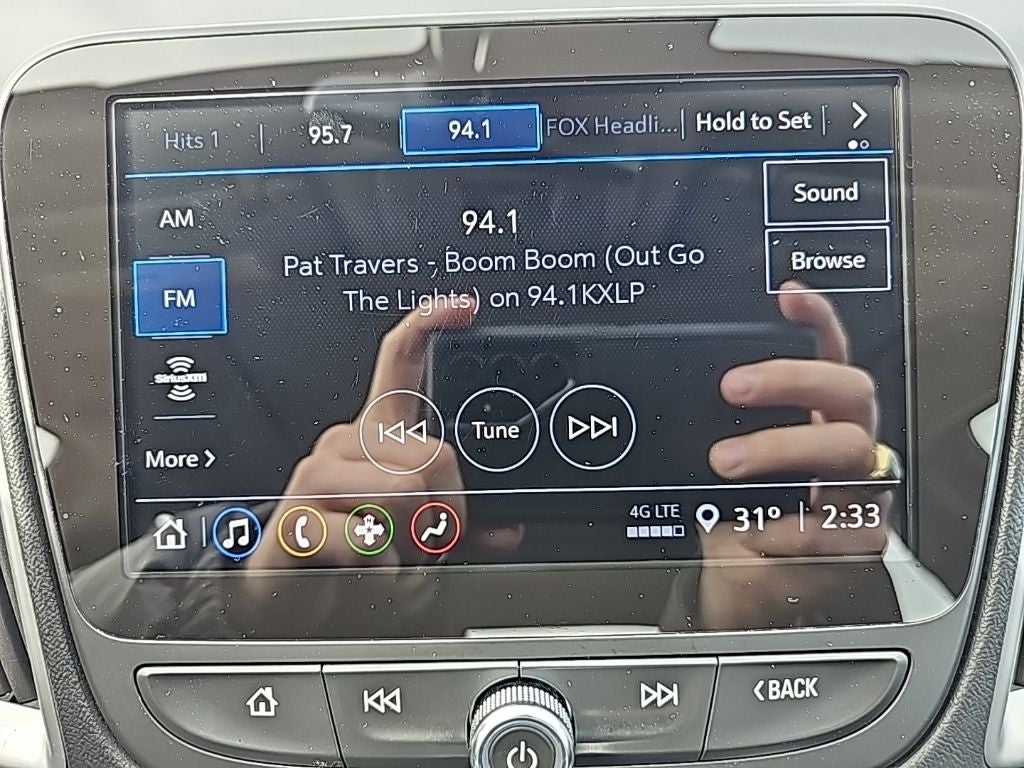 Hits 1 | 95.7 94.1 FOX Headli... | Hold to Set |
AM
94.1
Sound
Pat Travers - Boom Boom (Out Go
The Lights) on 94.1KXLP
Browse
FM
SiriusXM
Tune
More
4G LTE
31° | 2:33
BACK